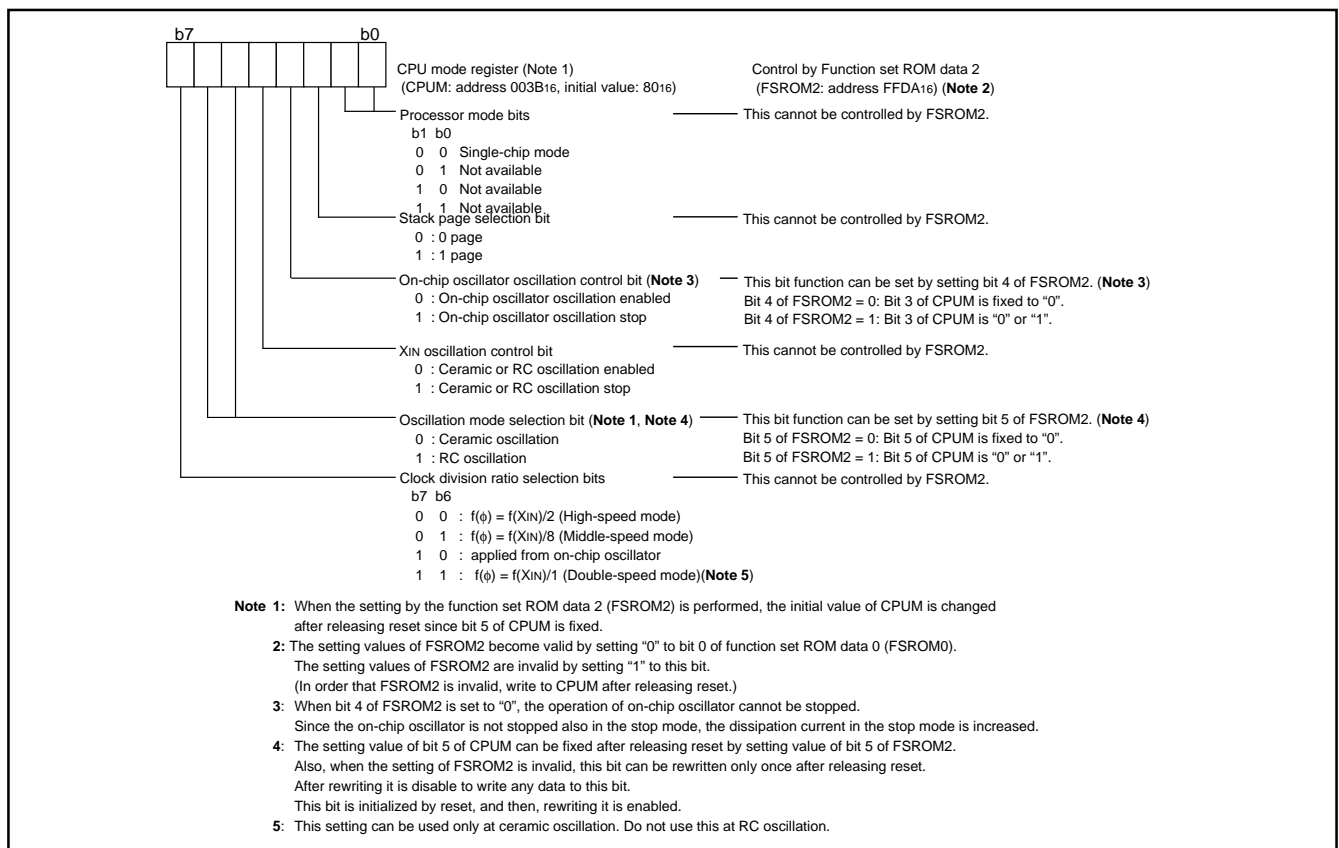 b7 b0
CPU mode register (Note 1) Control by Function set ROM data 2
(CPUM: address 003B16, initial value: 8016) (FSROM2: address FFDA16) (Note 2)
Processor mode bits This cannot be controlled by FSROM2.
b1 b0
0 0 Single-chip mode
0 1 Not available
1 0 Not available
1 1 Not available
Stack page selection bit This cannot be controlled by FSROM2.
0 : 0 page
1 : 1 page
On-chip oscillator oscillation control bit (Note 3) This bit function can be set by setting bit 4 of FSROM2. (Note 3)
0 : On-chip oscillator oscillation enabled Bit 4 of FSROM2 = 0: Bit 3 of CPUM is fixed to “0”.
1 : On-chip oscillator oscillation stop Bit 4 of FSROM2 = 1: Bit 3 of CPUM is “0” or “1”.
XIN oscillation control bit This cannot be controlled by FSROM2.
0 : Ceramic or RC oscillation enabled
1 : Ceramic or RC oscillation stop
Oscillation mode selection bit (Note 1, Note 4) This bit function can be set by setting bit 5 of FSROM2. (Note 4)
0 : Ceramic oscillation Bit 5 of FSROM2 = 0: Bit 5 of CPUM is fixed to “0”.
1 : RC oscillation Bit 5 of FSROM2 = 1: Bit 5 of CPUM is “0” or “1”.
Clock division ratio selection bits This cannot be controlled by FSROM2.
b7 b6
0 0 : f(φ) = f(XIN)/2 (High-speed mode)
0 1 : f(φ) = f(XIN)/8 (Middle-speed mode)
1 0 : applied from on-chip oscillator
1 1 : f(φ) = f(XIN)/1 (Double-speed mode)(Note 5)
Note 1: When the setting by the function set ROM data 2 (FSROM2) is performed, the initial value of CPUM is changed
after releasing reset since bit 5 of CPUM is fixed.
2: The setting values of FSROM2 become valid by setting “0” to bit 0 of function set ROM data 0 (FSROM0).
The setting values of FSROM2 are invalid by setting “1” to this bit.
(In order that FSROM2 is invalid, write to CPUM after releasing reset.)
3: When bit 4 of FSROM2 is set to “0”, the operation of on-chip oscillator cannot be stopped.
Since the on-chip oscillator is not stopped also in the stop mode, the dissipation current in the stop mode is increased.
4: The setting value of bit 5 of CPUM can be fixed after releasing reset by setting value of bit 5 of FSROM2.
Also, when the setting of FSROM2 is invalid, this bit can be rewritten only once after releasing reset.
After rewriting it is disable to write any data to this bit.
This bit is initialized by reset, and then, rewriting it is enabled.
5: This setting can be used only at ceramic oscillation. Do not use this at RC oscillation.